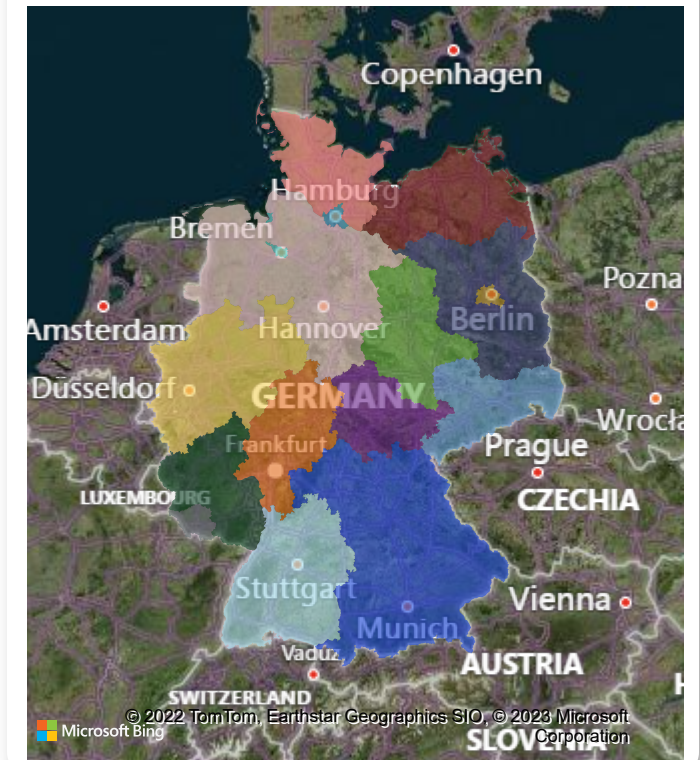 Copenhagen
Hamburg
Bremen
Pozna
Berlin
Amsterdam
Hannover
Düsseldorf
GERMANY
Wrocła
Frankfurt
Prague
LUXEMBOURG
CZECHIA
Stuttgart
Vienna
Munich
Vaduz
AUSTRIA
SWITZERLAND
© 2022 TomTom, Earthstar Geographics SIO, © 2023 Microsoft
Corporation
Microsoft Bing
SLOVENIA